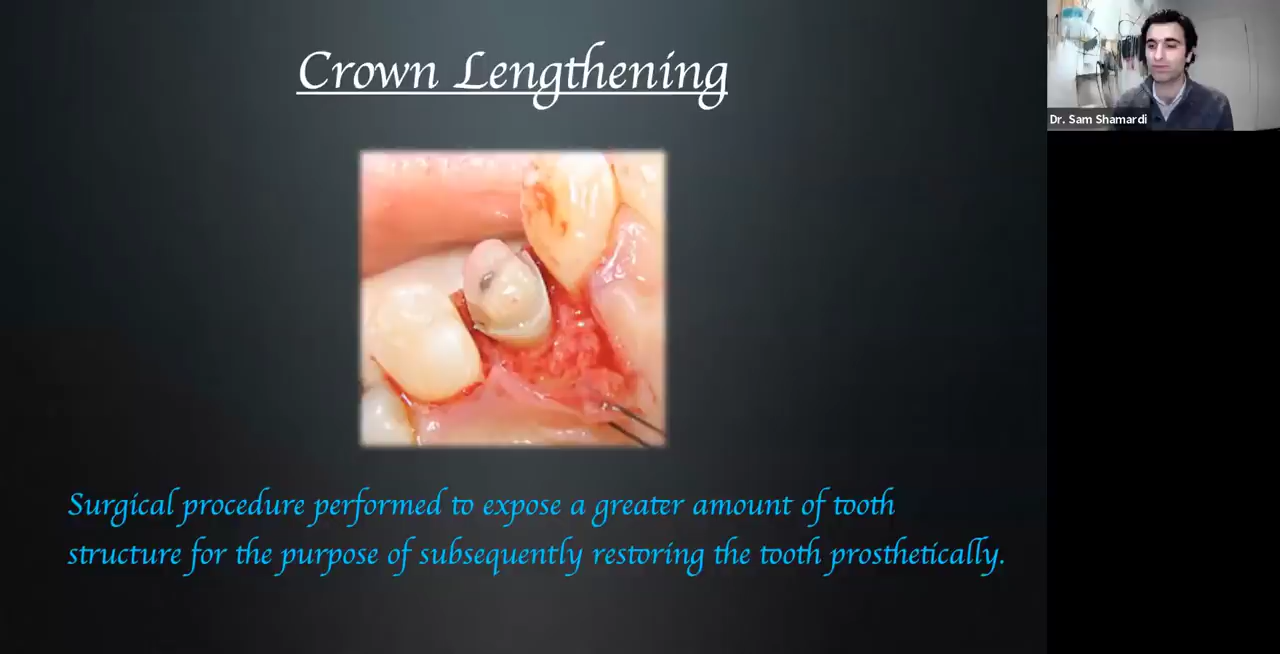 Crown Lengthening
Dr. Sam Shamardi
Surgical procedure performed to expose a greater amount of tooth
structure for the purpose of subsequently restoring the tooth prosthetically.